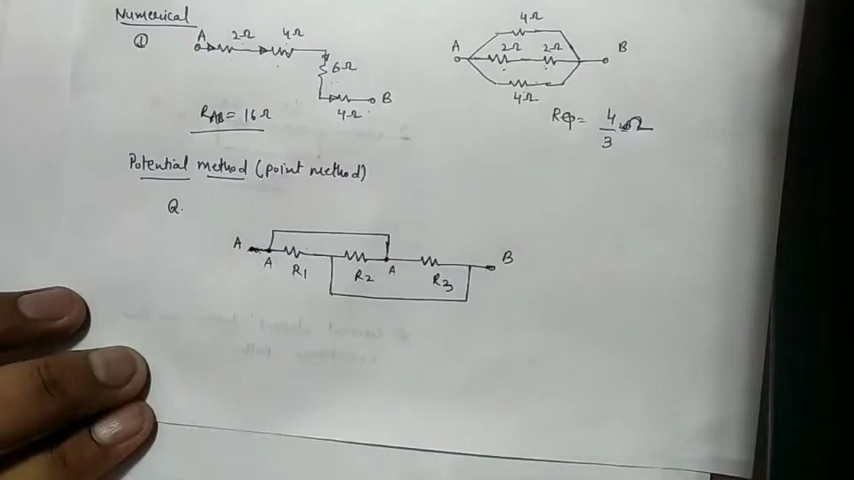 Numerical
① A 2Ω 4Ω
6Ω
4Ω B
R_AB = 16Ω
4Ω
A 2Ω 2Ω B
4Ω
Req = 4/3 Ω
Potential method (point method)
Q.
A A R1 R2 A R3 B